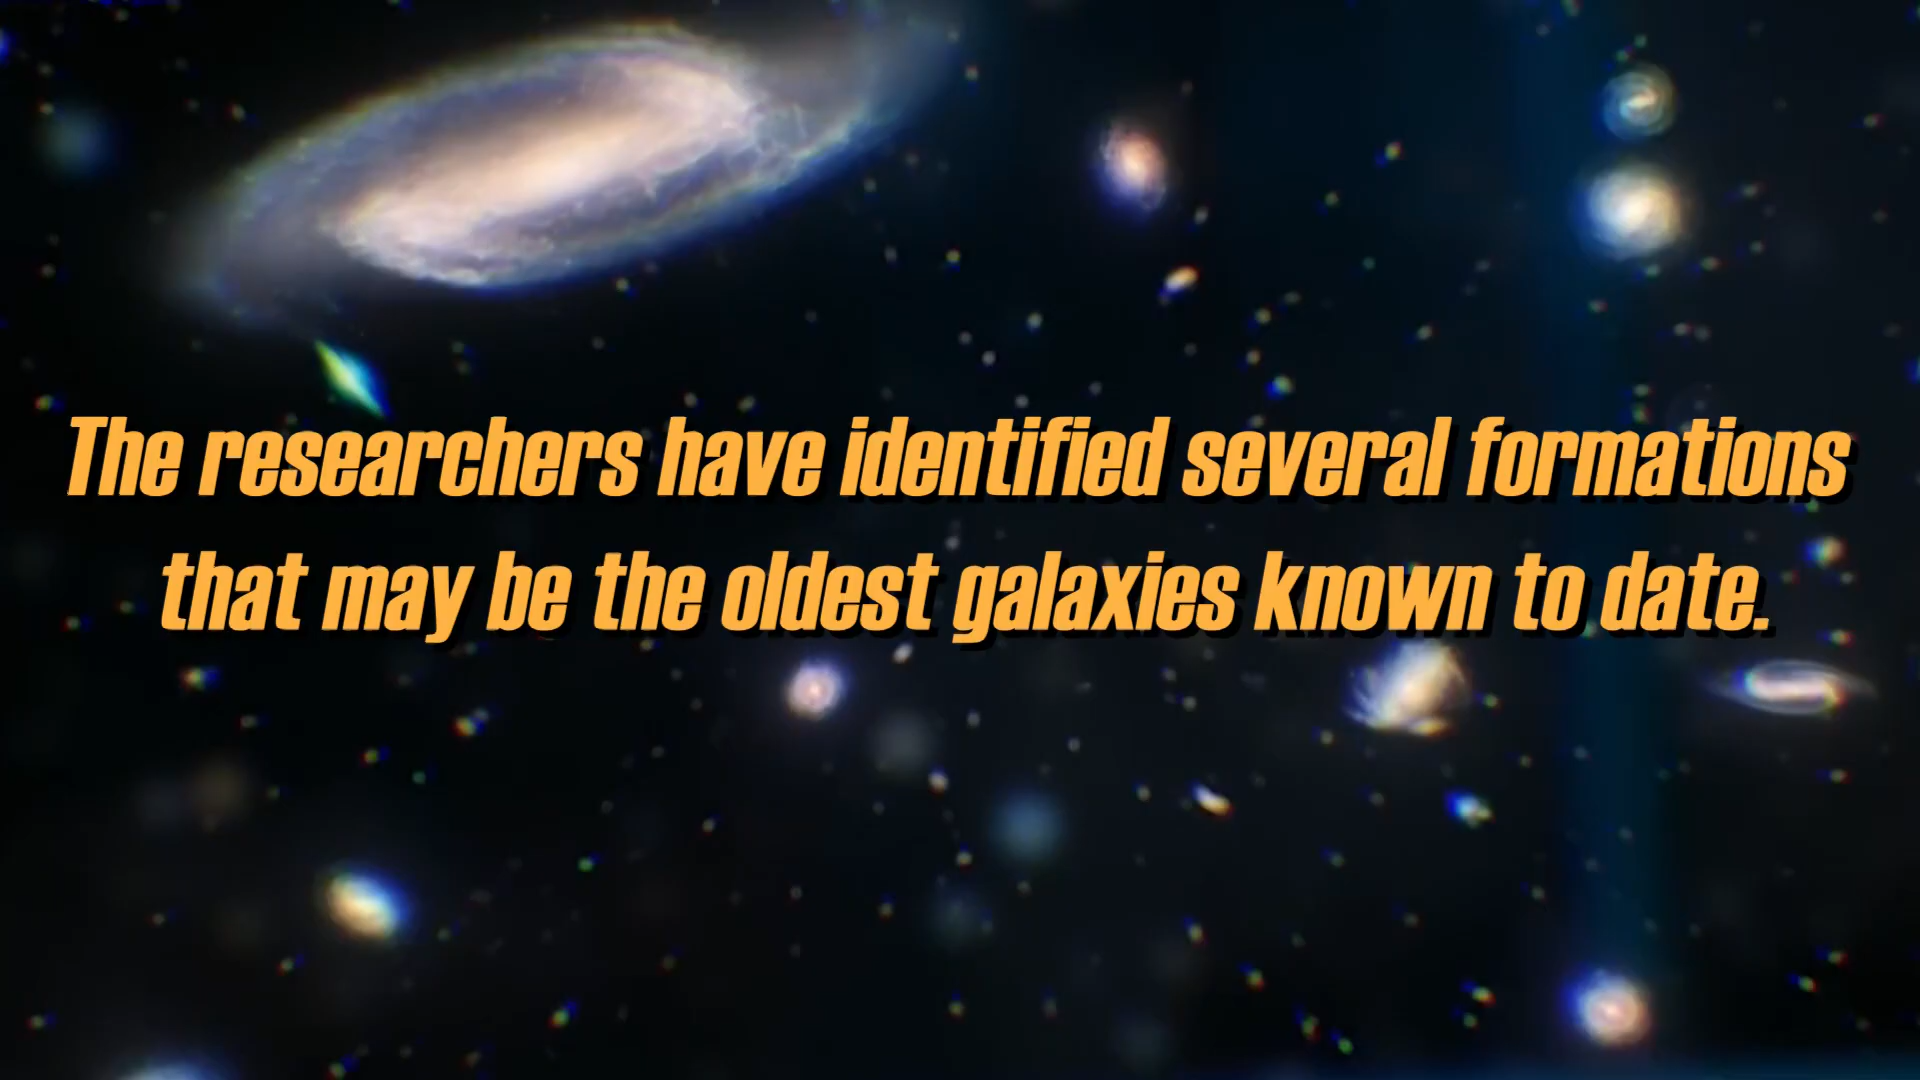 The researchers have identified several formations
that may be the oldest galaxies known to date.